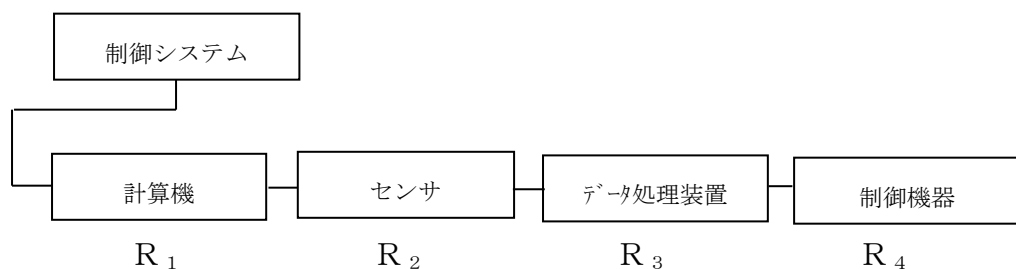 制御システム
計算機
センサ
ﾃﾞｰﾀ処理装置
制御機器
Ｒ₁
Ｒ₂
Ｒ₃
Ｒ₄